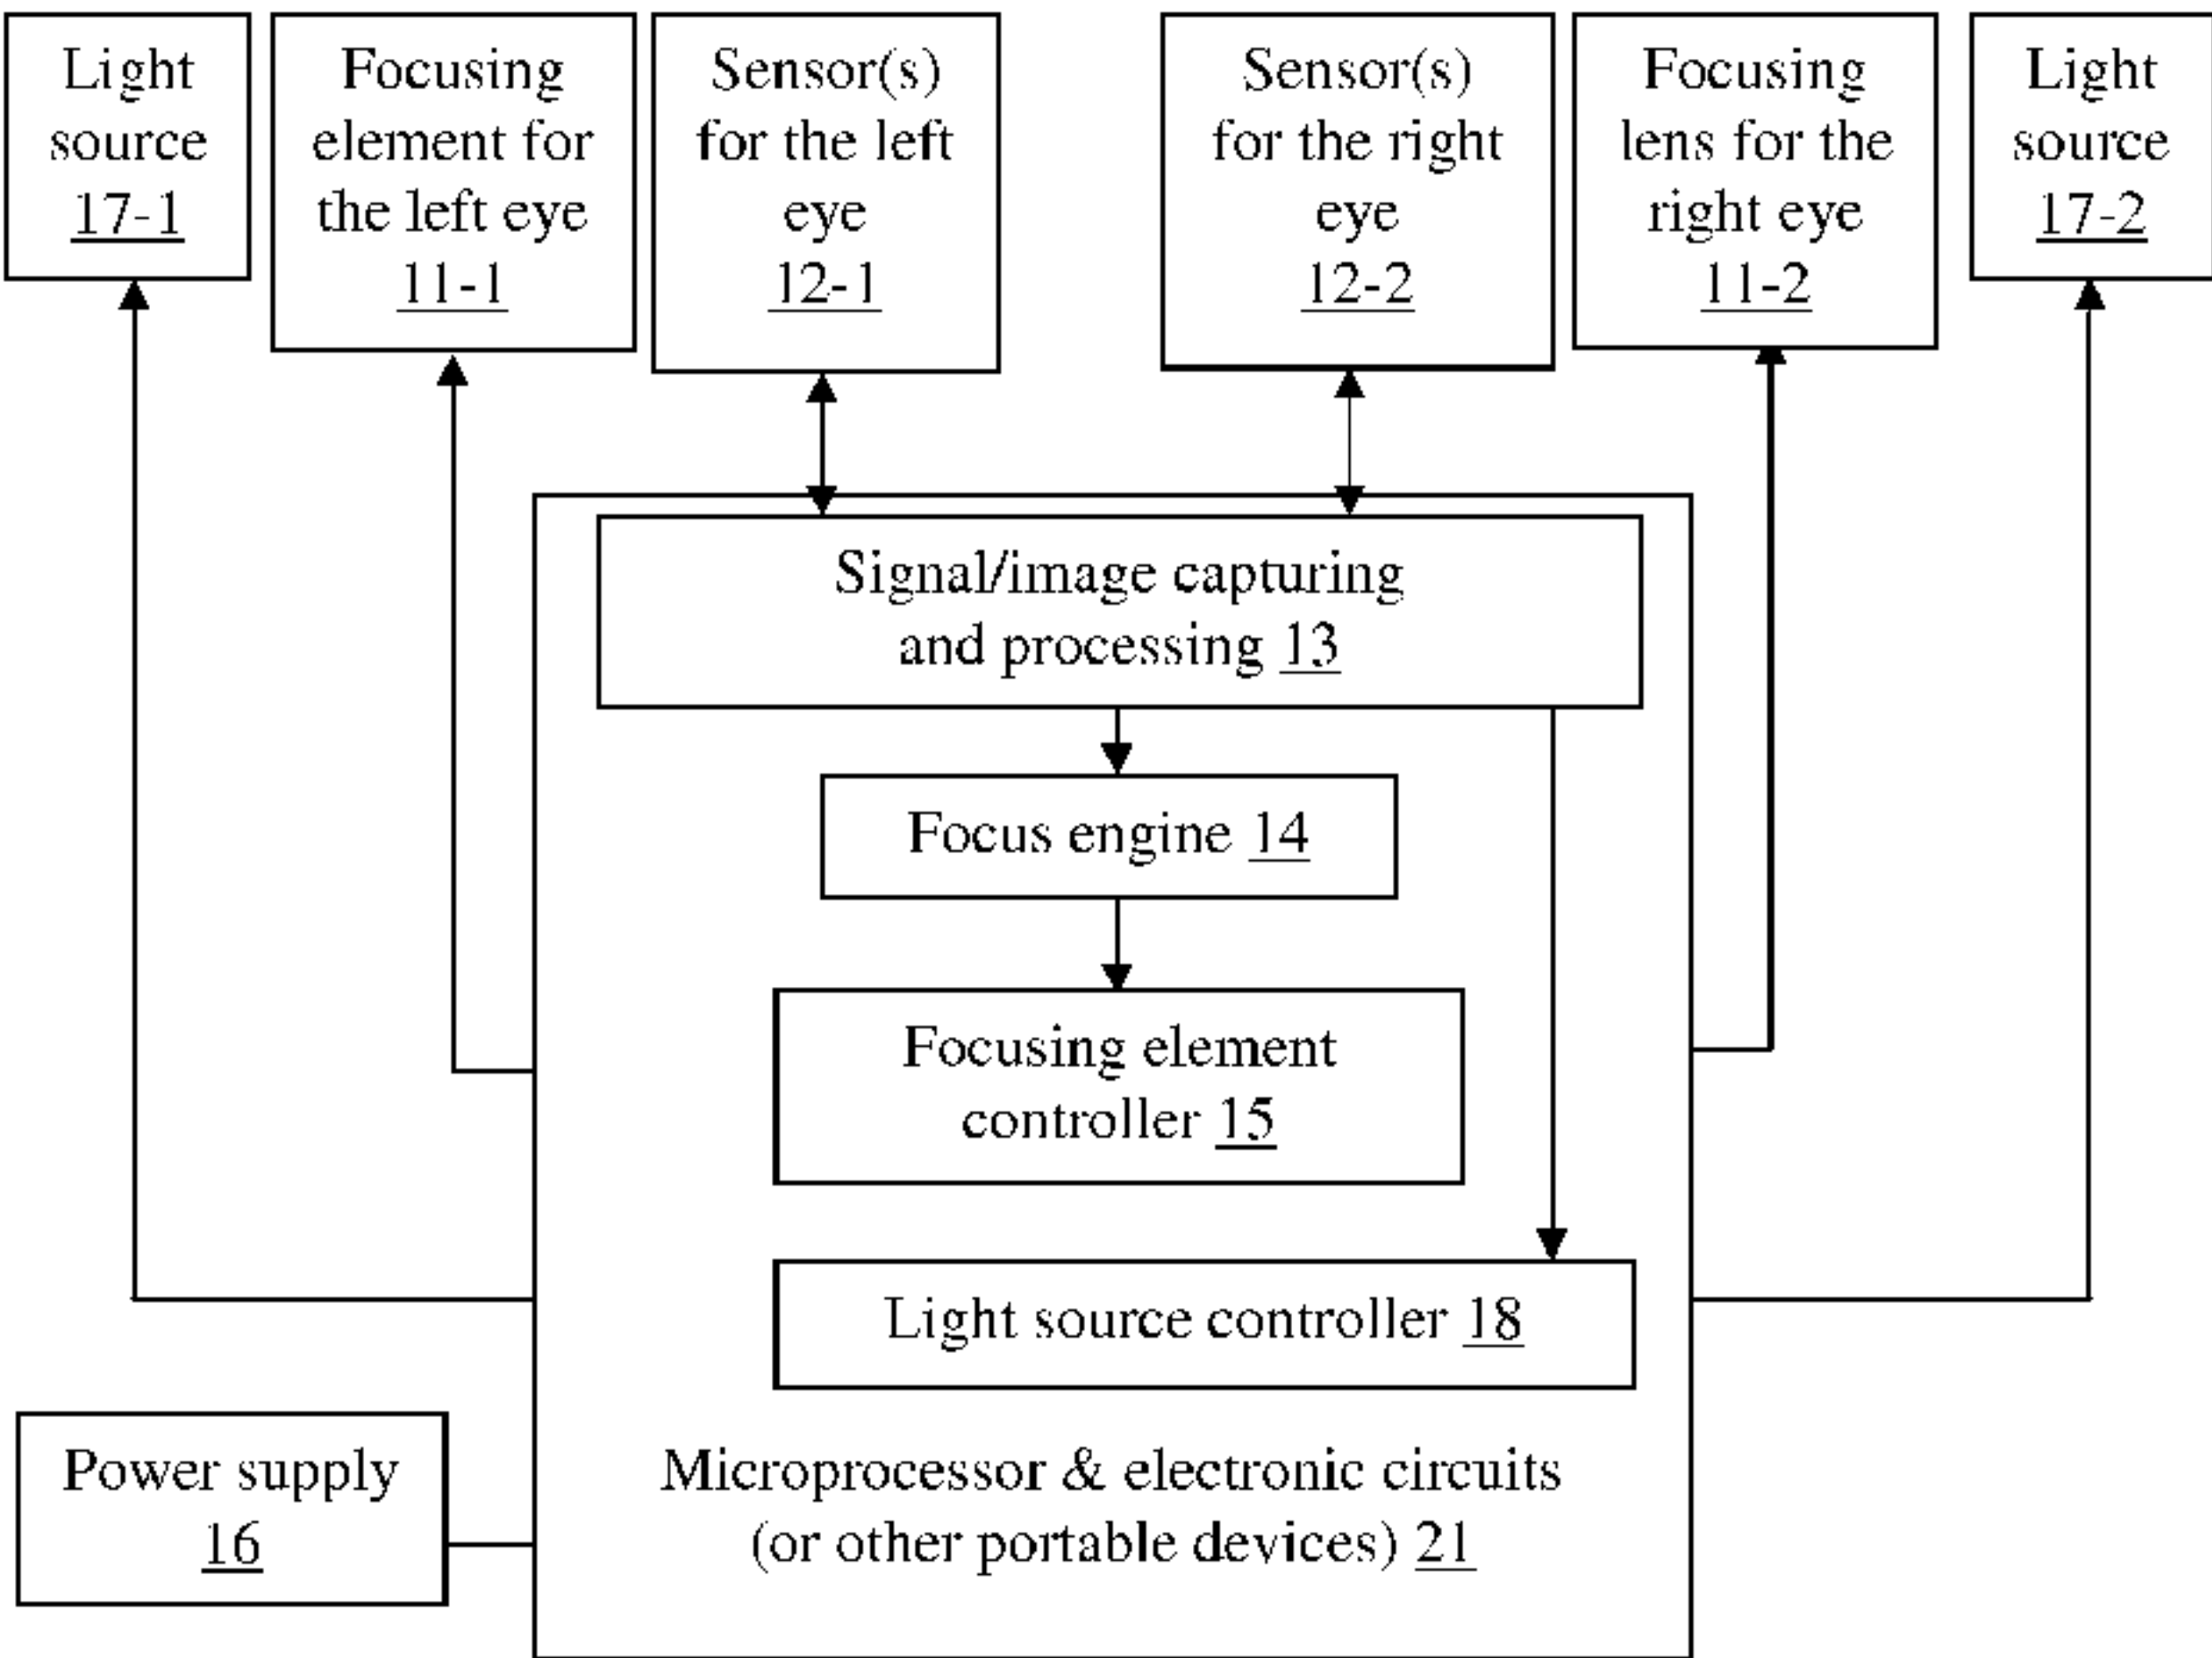 Light
source
17-1
Focusing
element for
the left eye
11-1
Sensor(s)
for the left
eye
12-1
Sensor(s)
for the right
eye
12-2
Focusing
lens for the
right eye
11-2
Light
source
17-2
Signal/image capturing
and processing 13
Focus engine 14
Focusing element
controller 15
Light source controller 18
Power supply
16
Microprocessor & electronic circuits
(or other portable devices) 21